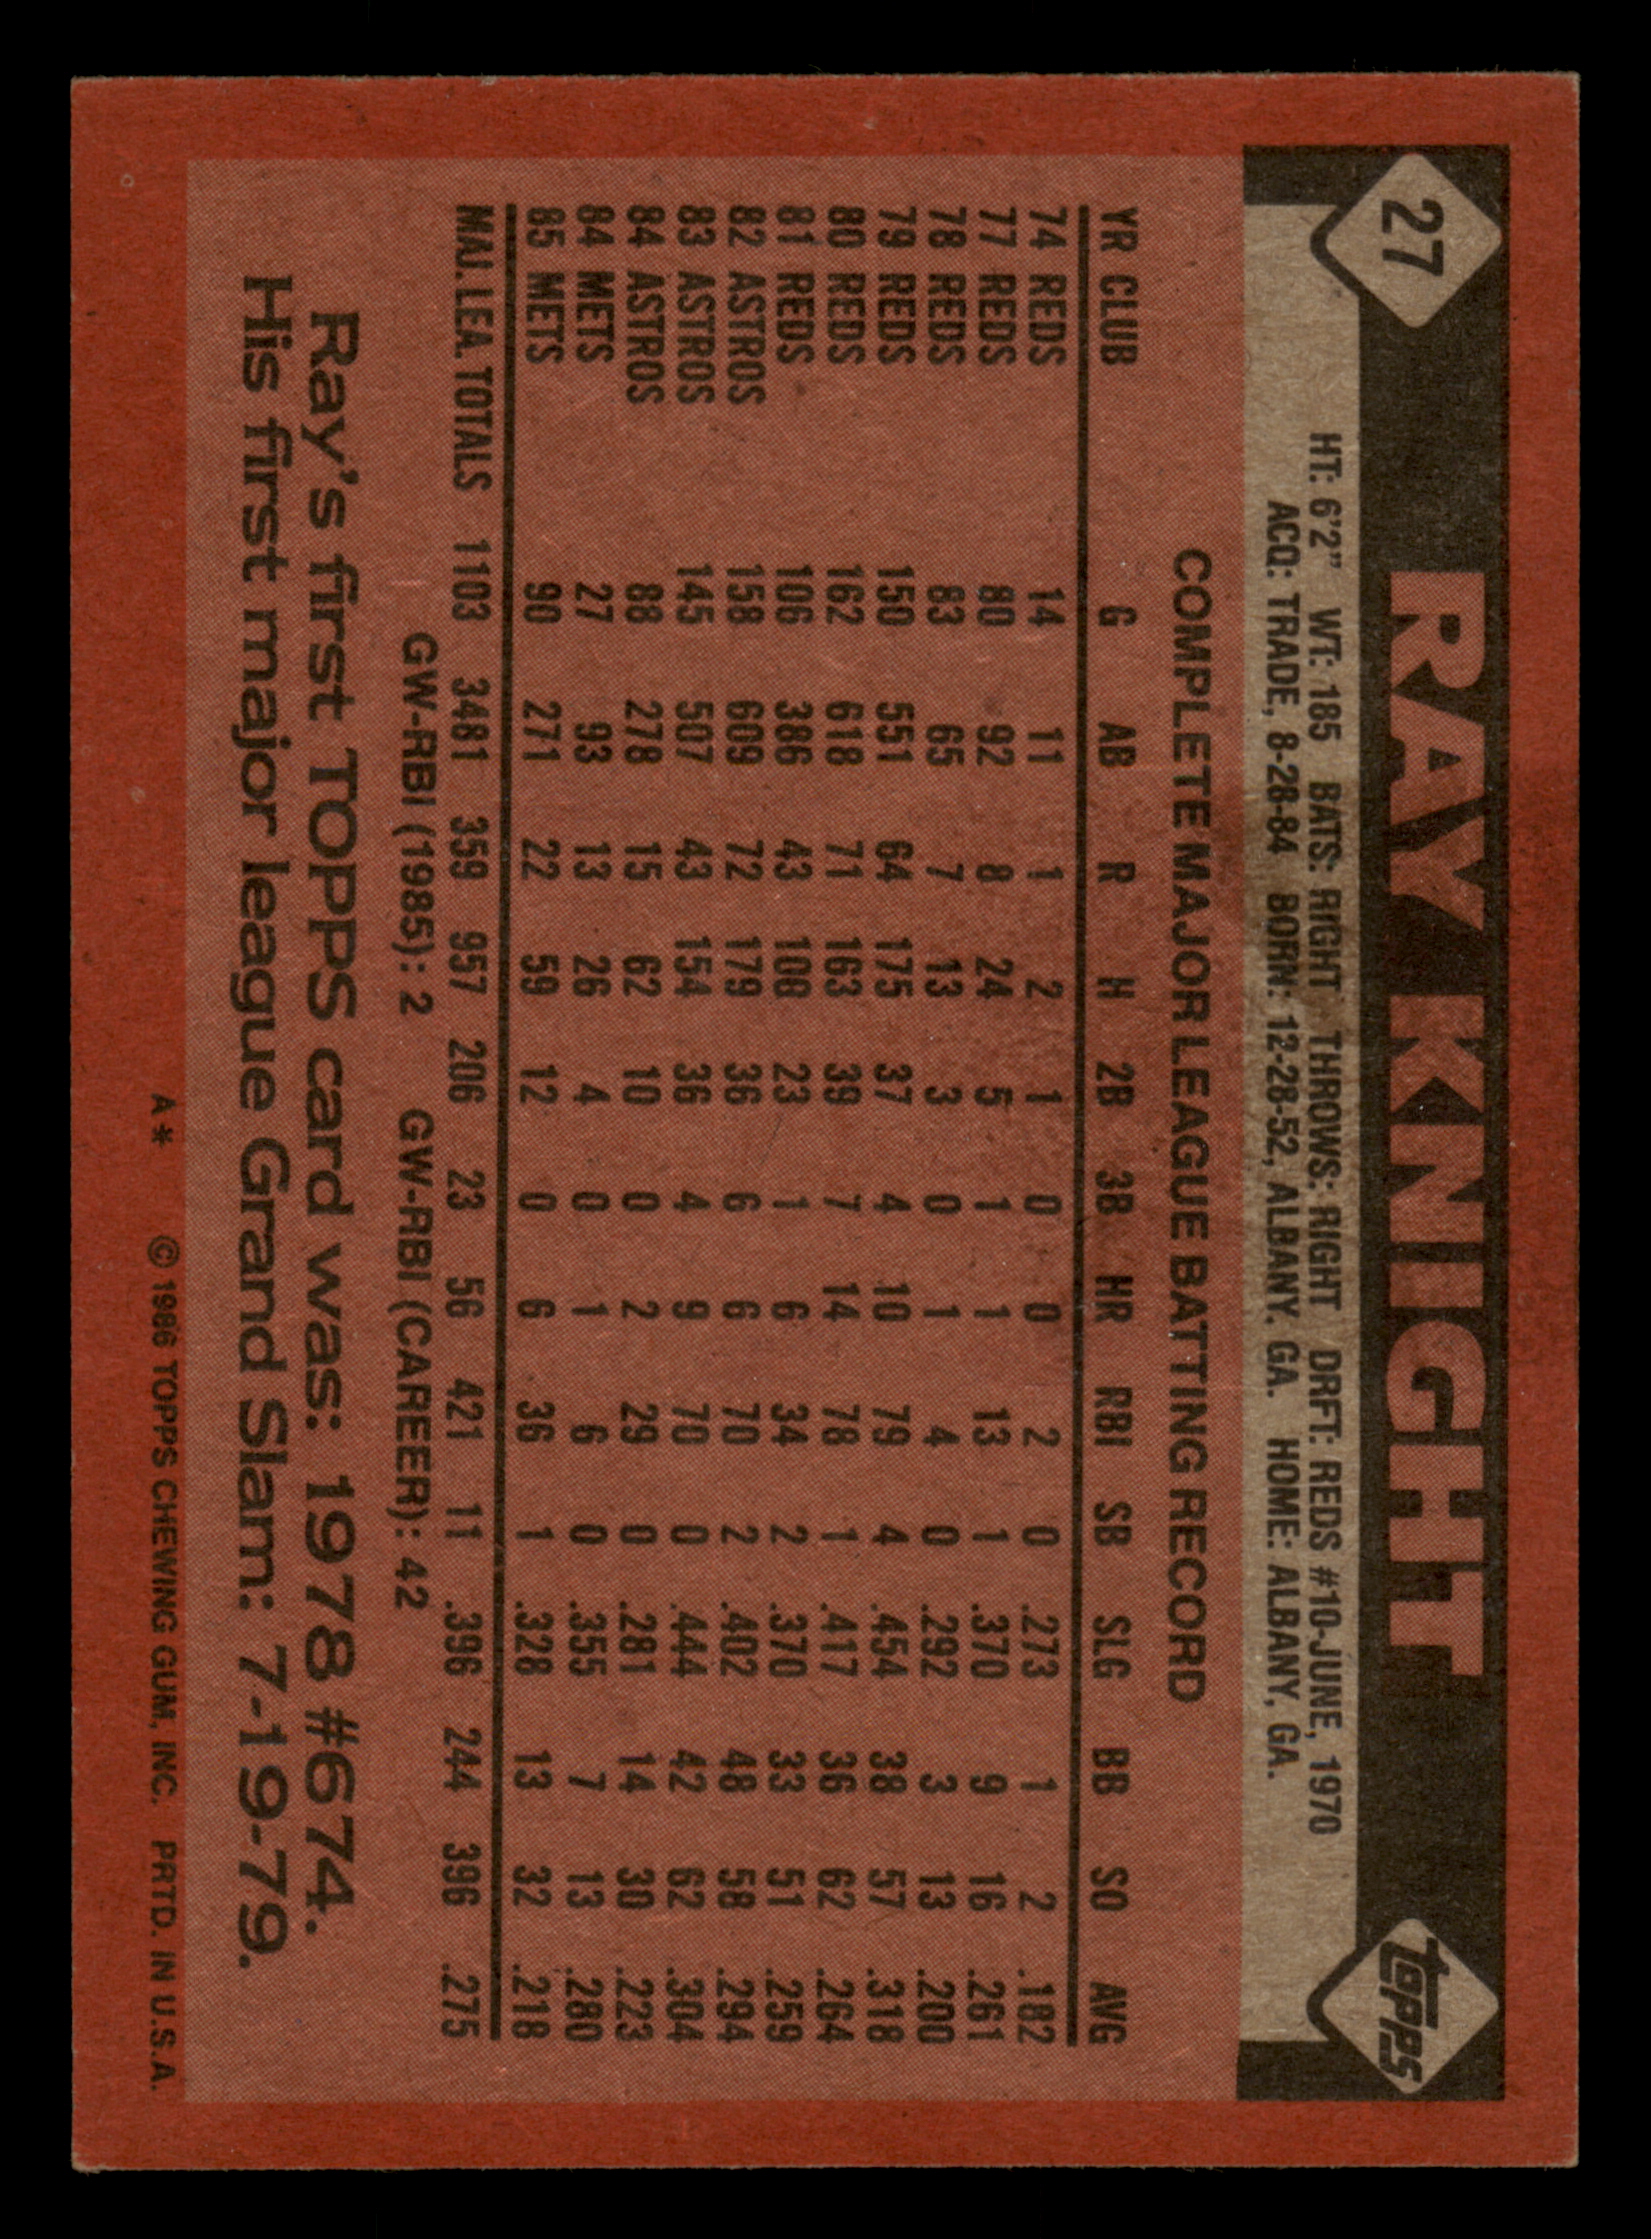 27 RAY KNIGHT topps
HT: 6'2" WT: 185 BATS: RIGHT THROWS: RIGHT DRFT: REDS #10-JUNE, 1970
ACQ: TRADE, 8-28-84 BORN: 12-28-52, ALBANY, GA. HOME: ALBANY, GA.
COMPLETE MAJOR LEAGUE BATTING RECORD
YR CLUB G AB R H 2B 3B HR RBI SB SLG BB SO AVG
74 REDS 14 11 1 2 1 0 0 2 0 .273 1 2 .182
77 REDS 80 92 8 24 5 1 1 13 1 .370 9 16 .261
78 REDS 83 65 7 13 3 0 1 4 0 .292 3 13 .200
79 REDS 150 551 64 175 37 4 10 79 4 .454 38 57 .318
80 REDS 162 618 71 163 39 7 14 78 1 .417 36 62 .264
81 REDS 106 386 43 100 23 1 6 34 2 .370 33 51 .259
82 ASTROS 158 609 72 179 36 6 6 70 2 .402 48 58 .294
83 ASTROS 145 507 43 154 36 4 9 70 0 .444 42 62 .304
84 ASTROS 88 278 15 62 10 0 2 29 0 .281 14 30 .223
84 METS 27 93 13 26 4 0 1 6 0 .355 7 13 .280
85 METS 90 271 22 59 12 0 6 36 1 .328 13 32 .218
MAJ. LEA. TOTALS 1103 3481 359 957 206 23 56 421 11 .396 244 396 .275
GW-RBI (1985): 2 GW-RBI (CAREER): 42
Ray's first TOPPS card was: 1978 #674.
His first major league Grand Slam: 7-19-79.
A* © 1986 TOPPS CHEWING GUM, INC. PRTD. IN U.S.A.